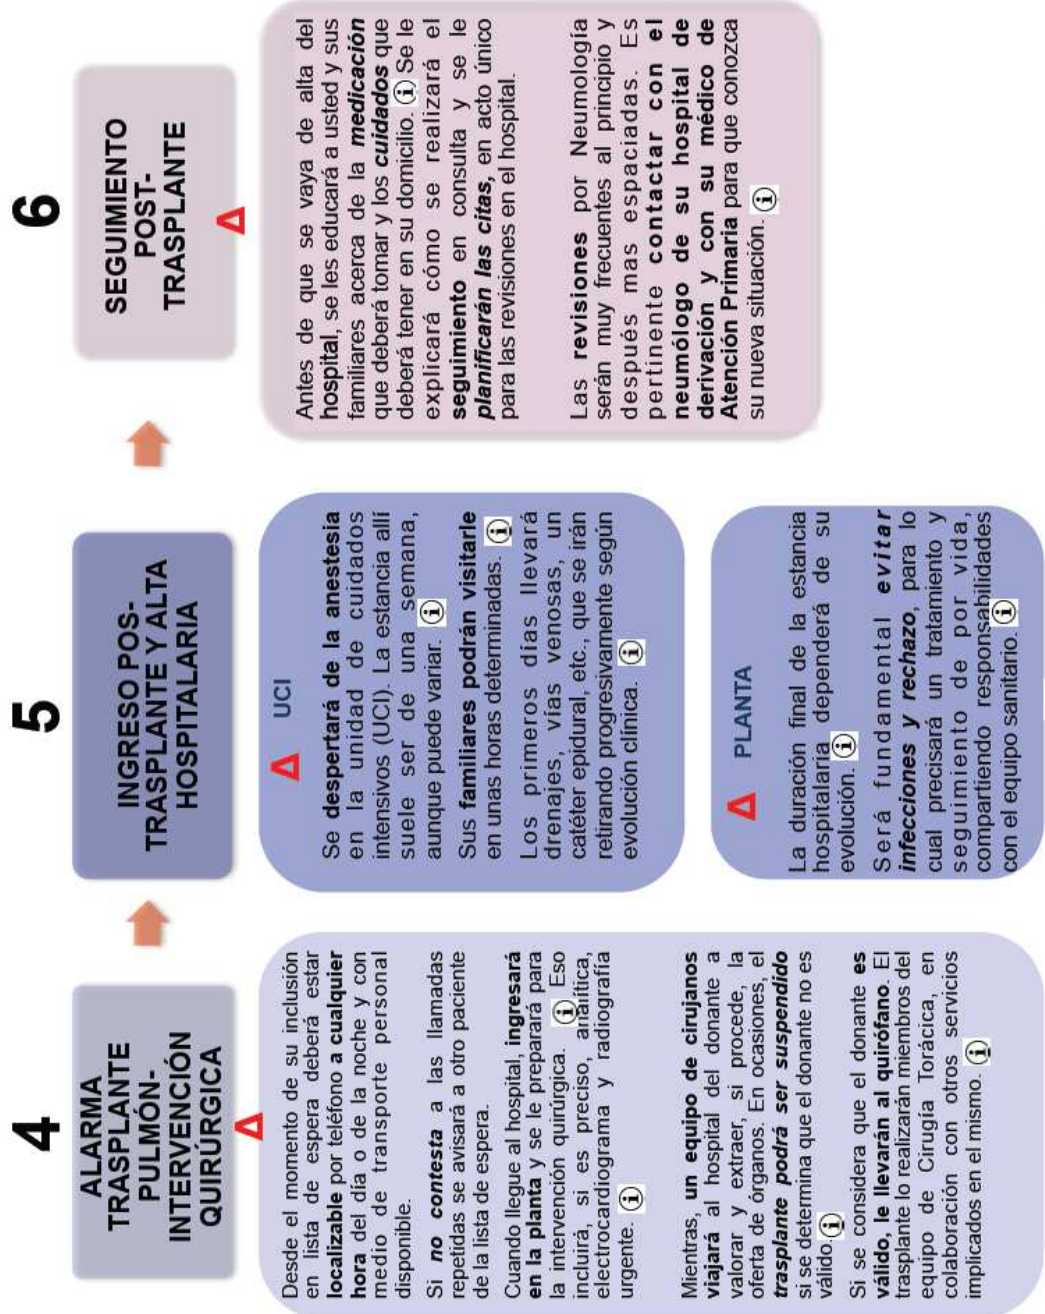 4
ALARMA
TRASPLANTE
PULMÓN-
INTERVENCIÓN
QUIRÚRGICA
Δ
Desde el momento de su inclusión
en lista de espera deberá estar
localizable por teléfono a cualquier
hora del día o de la noche y con
medio de transporte personal
disponible.
Si no contesta a las llamadas
repetidas se avisará a otro paciente
de la lista de espera.
Cuando llegue al hospital, ingresará
en la planta y se le preparará para
la intervención quirúrgica. i Eso
incluirá, si es preciso, analítica,
electrocardiograma y radiografía
urgente. i
Mientras, un equipo de cirujanos
viajará al hospital del donante a
valorar y extraer, si procede, la
oferta de órganos. En ocasiones, el
trasplante podrá ser suspendido
si se determina que el donante no es
válido. i
Si se considera que el donante es
válido, le llevarán al quirófano. El
trasplante lo realizarán miembros del
equipo de Cirugía Torácica, en
colaboración con otros servicios
implicados en el mismo. i
5
INGRESO POS-
TRASPLANTE Y ALTA
HOSPITALARIA
Δ UCI
Se despertará de la anestesia
en la unidad de cuidados
intensivos (UCI). La estancia allí
suele ser de una semana,
aunque puede variar. i
Sus familiares podrán visitarle
en unas horas determinadas. i
Los primeros días llevará
drenajes, vías venosas, un
catéter epidural, etc., que se irán
retirando progresivamente según
evolución clínica. i
Δ PLANTA
La duración final de la estancia
hospitalaria dependerá de su
evolución. i
Será fundamental evitar
infecciones y rechazo, para lo
cual precisará un tratamiento y
seguimiento de por vida,
compartiendo responsabilidades
con el equipo sanitario. i
6
SEGUIMIENTO
POST-
TRASPLANTE
Δ
Antes de que se vaya de alta del
hospital, se les educará a usted y sus
familiares acerca de la medicación
que deberá tomar y los cuidados que
deberá tener en su domicilio. i Se le
explicará cómo se realizará el
seguimiento en consulta y se le
planificarán las citas, en acto único
para las revisiones en el hospital.
Las revisiones por Neumología
serán muy frecuentes al principio y
después mas espaciadas. Es
pertinente contactar con el
neumólogo de su hospital de
derivación y con su médico de
Atención Primaria para que conozca
su nueva situación. i